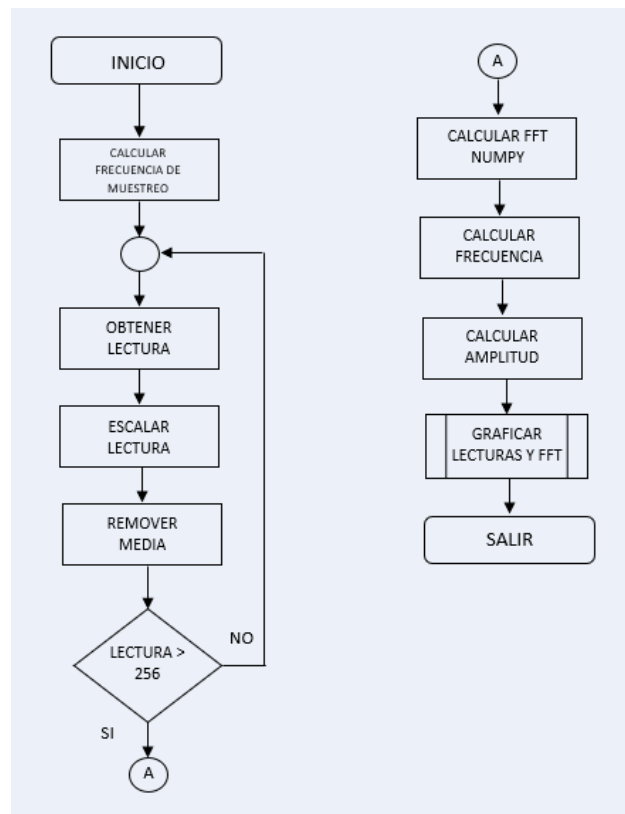 INICIO
CALCULAR
FRECUENCIA DE
MUESTREO
OBTENER
LECTURA
ESCALAR
LECTURA
REMOVER
MEDIA
LECTURA >
256
NO
SI
A
A
CALCULAR FFT
NUMPY
CALCULAR
FRECUENCIA
CALCULAR
AMPLITUD
GRAFICAR
LECTURAS Y FFT
SALIR